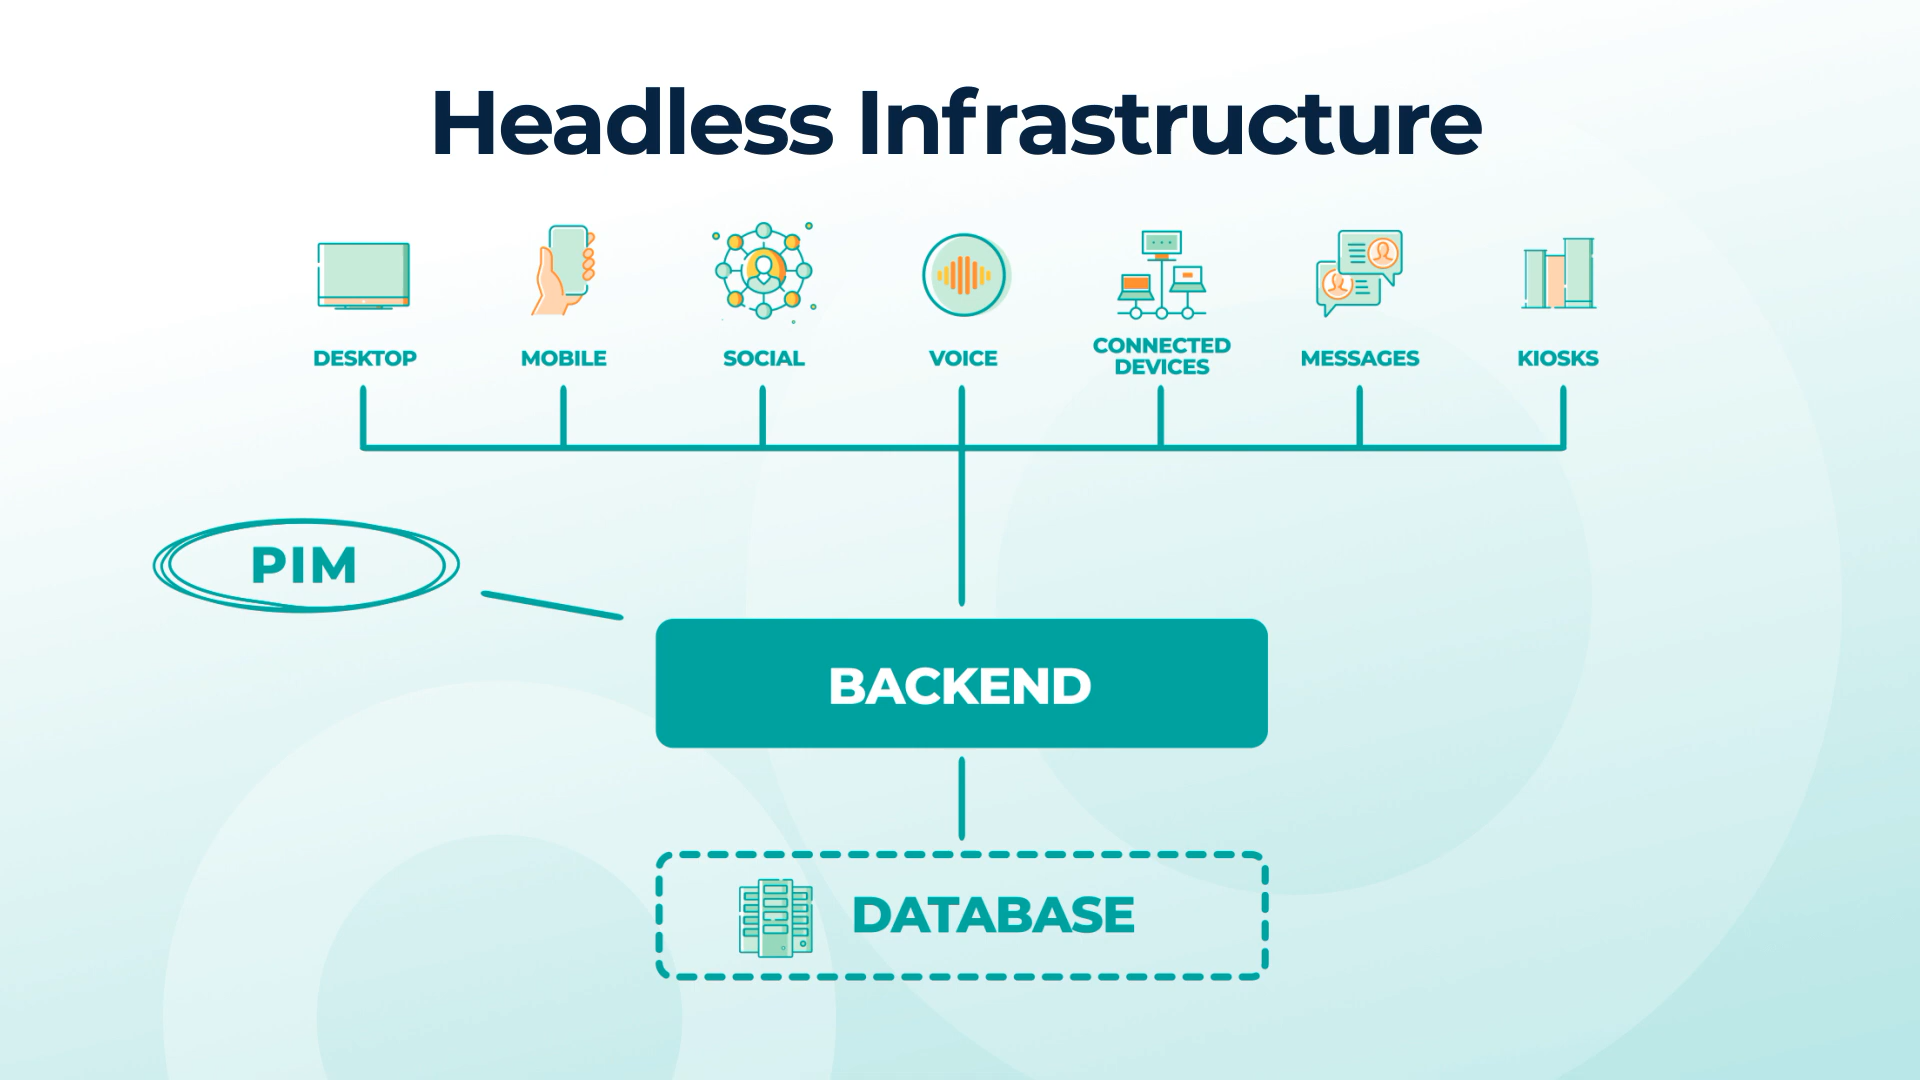 Headless Infrastructure
DESKTOP
MOBILE
SOCIAL
VOICE
CONNECTED
DEVICES
MESSAGES
KIOSKS
PIM
BACKEND
DATABASE